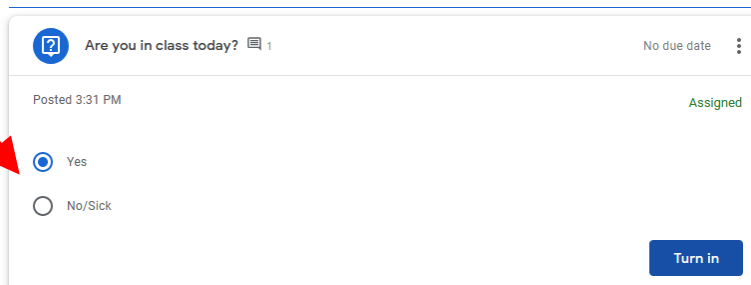 Are you in class today? 1 No due date
Posted 3:31 PM Assigned
Yes
No/Sick
Turn in